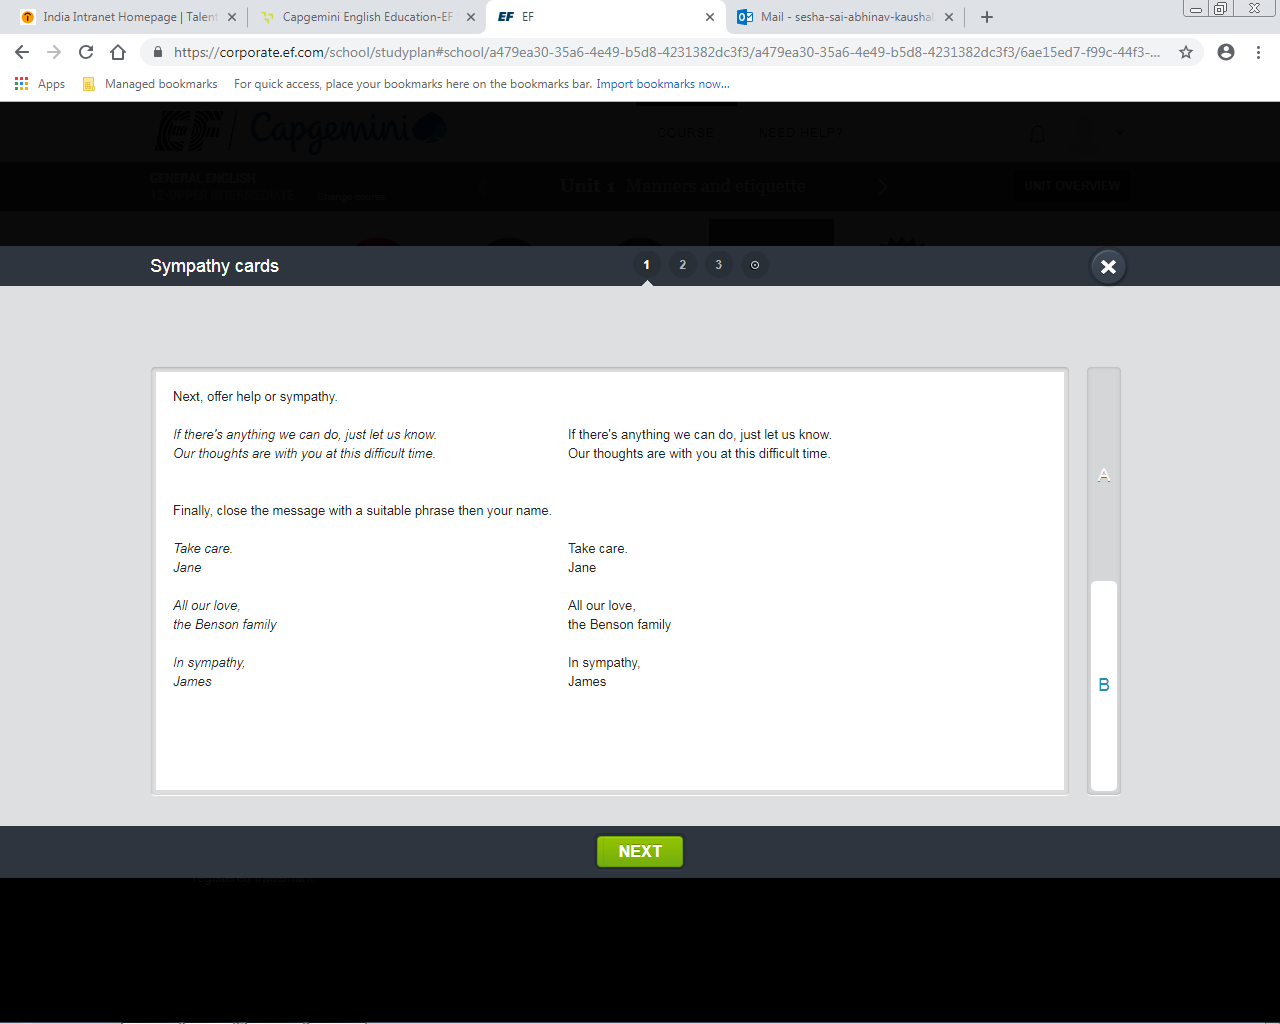 India Intranet Homepage | Talent
Capgemini English Education-EF
EF EF
Mail - sesha-sai-abhinav-kaushal
https://corporate.ef.com/school/studyplan#school/a479ea30-35a6-4e49-b5d8-4231382dc3f3/a479ea30-35a6-4e49-b5d8-4231382dc3f3/6ae15ed7-f99c-44f3-...
Apps Managed bookmarks For quick access, place your bookmarks here on the bookmarks bar. Import bookmarks now...
EF Capgemini COURSE NEED HELP?
GENERAL ENGLISH
Change course
Unit 1 Manners and etiquette
UNIT OVERVIEW
Sympathy cards 1 2 3
Next, offer help or sympathy.
If there's anything we can do, just let us know. If there's anything we can do, just let us know.
Our thoughts are with you at this difficult time. Our thoughts are with you at this difficult time.
Finally, close the message with a suitable phrase then your name.
Take care. Take care.
Jane Jane
All our love, All our love,
the Benson family the Benson family
In sympathy, In sympathy,
James James
A
B
NEXT